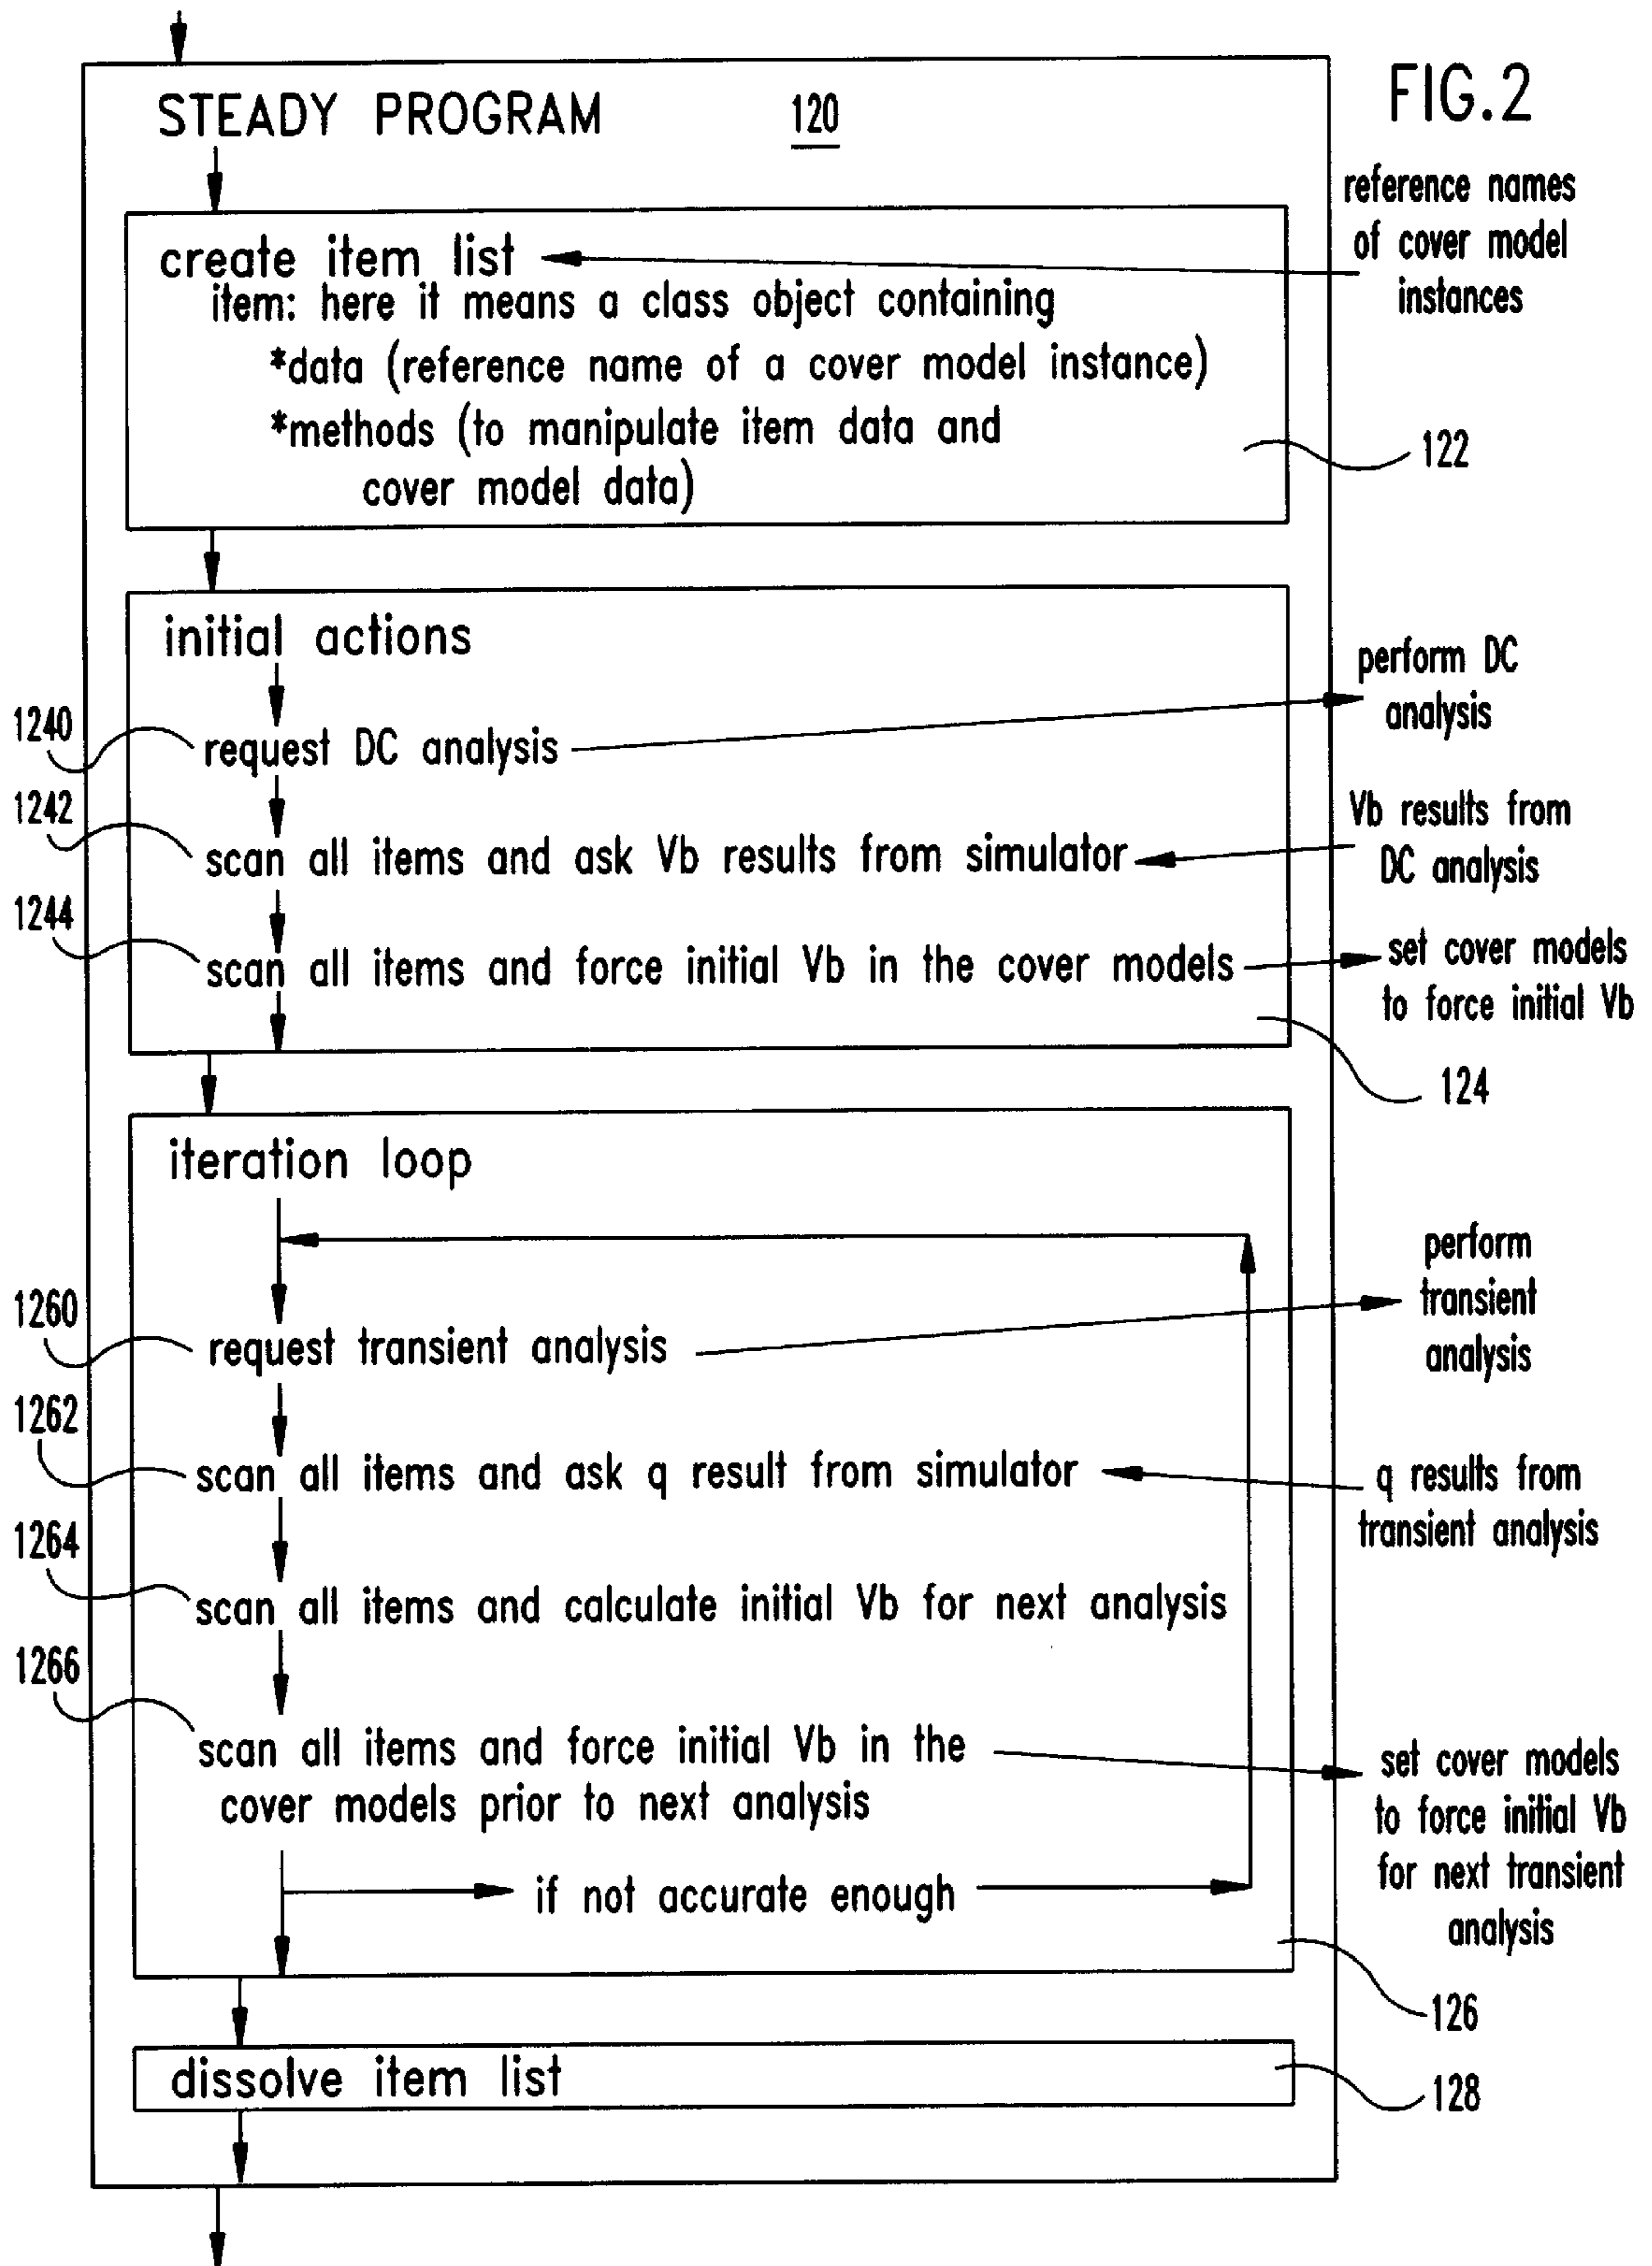 FIG.2
STEADY PROGRAM 120
reference names
of cover model
instances
create item list
item: here it means a class object containing
*data (reference name of a cover model instance)
*methods (to manipulate item data and
cover model data)
122
initial actions
perform DC
analysis
1240
request DC analysis
1242
scan all items and ask Vb results from simulator
Vb results from
DC analysis
1244
scan all items and force initial Vb in the cover models
set cover models
to force initial Vb
124
iteration loop
perform
transient
analysis
1260
request transient analysis
1262
scan all items and ask q result from simulator
q results from
transient analysis
1264
scan all items and calculate initial Vb for next analysis
1266
scan all items and force initial Vb in the
cover models prior to next analysis
set cover models
to force initial Vb
for next transient
analysis
if not accurate enough
126
dissolve item list
128